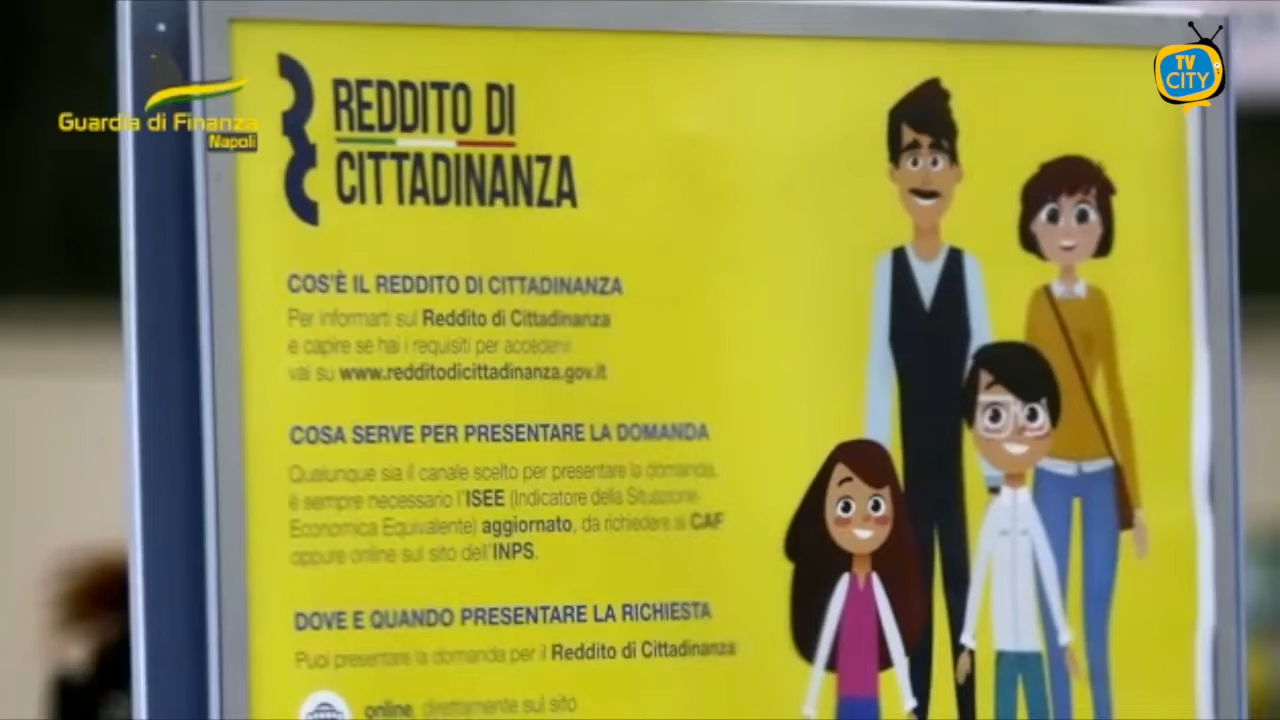 Guardia di Finanza
Napoli
TV
CITY
REDDITO DI
CITTADINANZA
COS'È IL REDDITO DI CITTADINANZA
Per informarti sul Reddito di Cittadinanza
e capire se hai i requisiti per accedervi
vai su www.redditodicittadinanza.gov.it
COSA SERVE PER PRESENTARE LA DOMANDA
Qualunque sia il canale scelto per presentare la domanda,
è sempre necessario l'ISEE (Indicatore della Situazione
Economica Equivalente) aggiornato, da richiedere ai CAF
oppure online sul sito dell'INPS.
DOVE E QUANDO PRESENTARE LA RICHIESTA
Puoi presentare la domanda per il Reddito di Cittadinanza
online, direttamente sul sito